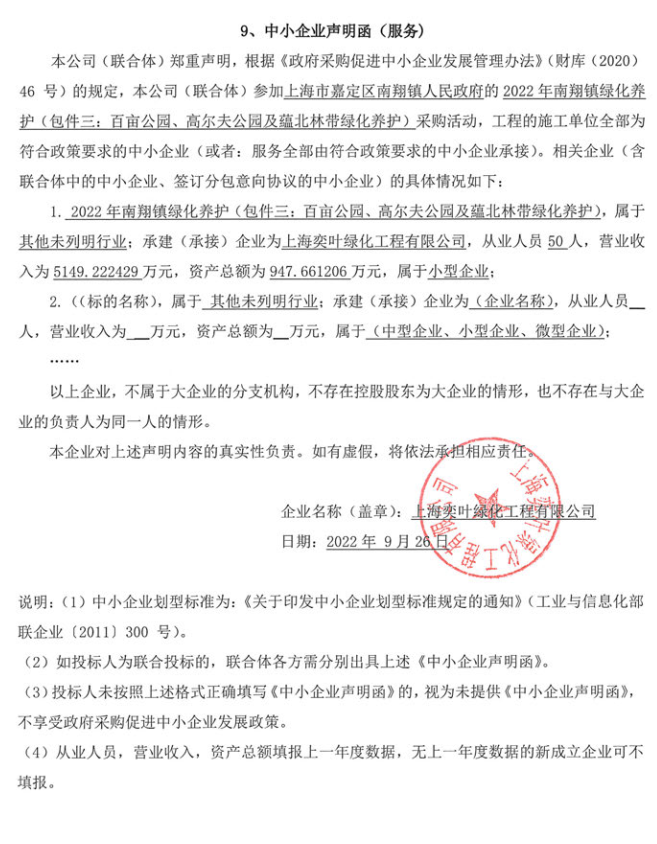 9、中小企业声明函（服务)
本公司（联合体）郑重声明，根据《政府采购促进中小企业发展管理办法》（财库（2020）
46 号）的规定，本公司（联合体）参加上海市嘉定区南翔镇人民政府的 2022 年南翔镇绿化养
护（包件三：百亩公园、高尔夫公园及蕴北林带绿化养护）采购活动，工程的施工单位全部为
符合政策要求的中小企业（或者：服务全部由符合政策要求的中小企业承接）。相关企业（含
联合体中的中小企业、签订分包意向协议的中小企业）的具体情况如下：
1. 2022 年南翔镇绿化养护（包件三：百亩公园、高尔夫公园及蕴北林带绿化养护），属于
其他未列明行业；承建（承接）企业为上海奕叶绿化工程有限公司，从业人员 50 人，营业收
入为 5149.222429 万元，资产总额为 947.661206 万元，属于小型企业；
2. （(标的名称），属于 其他未列明行业；承建（承接）企业为（企业名称），从业人员__
人，营业收入为 __万元，资产总额为__万元，属于（中型企业、小型企业、微型企业）；
……
以上企业，不属于大企业的分支机构，不存在控股股东为大企业的情形，也不存在与大企
业的负责人为同一人的情形。
本企业对上述声明内容的真实性负责。如有虚假，将依法承担相应责任。
企业名称（盖章）：上海奕叶绿化工程有限公司
日期：2022 年 9 月 26 日
上海奕叶绿化工程有限公司
说明：（1）中小企业划型标准为：《关于印发中小企业划型标准规定的通知》（工业与信息化部
联企业〔2011〕300 号）。
（2）如投标人为联合投标的，联合体各方需分别出具上述《中小企业声明函》。
（3）投标人未按照上述格式正确填写《中小企业声明函》的，视为未提供《中小企业声明函》，
不享受政府采购促进中小企业发展政策。
（4）从业人员，营业收入，资产总额填报上一年度数据，无上一年度数据的新成立企业可不
填报。